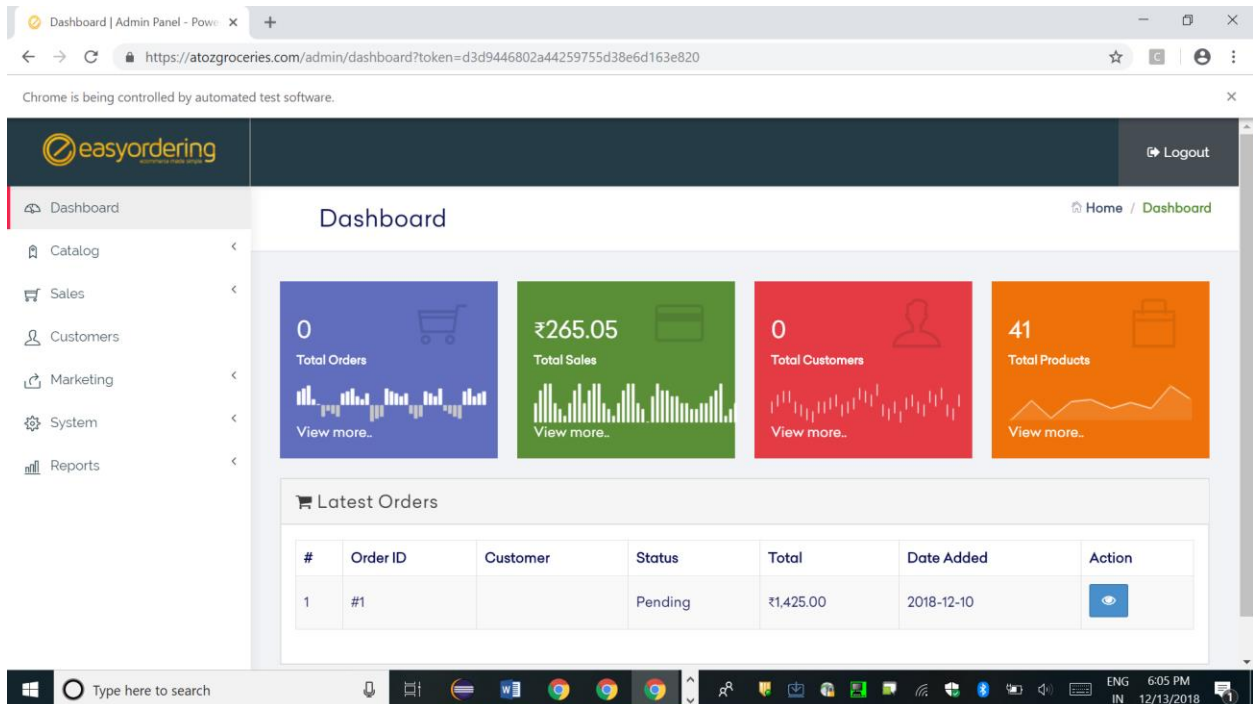 Dashboard | Admin Panel - Powe
https://atozgroceries.com/admin/dashboard?token=d3d9446802a44259755d38e6d163e820
C
Chrome is being controlled by automated test software.
easyordering
ecommerce made simple
Logout
Dashboard
Catalog
Sales
Customers
Marketing
System
Reports
Dashboard
Home / Dashboard
0
Total Orders
View more..
₹265.05
Total Sales
View more..
0
Total Customers
View more..
41
Total Products
View more..
Latest Orders
# Order ID Customer Status Total Date Added Action
1 #1 Pending ₹1,425.00 2018-12-10
Type here to search
ENG 6:05 PM
IN 12/13/2018
1